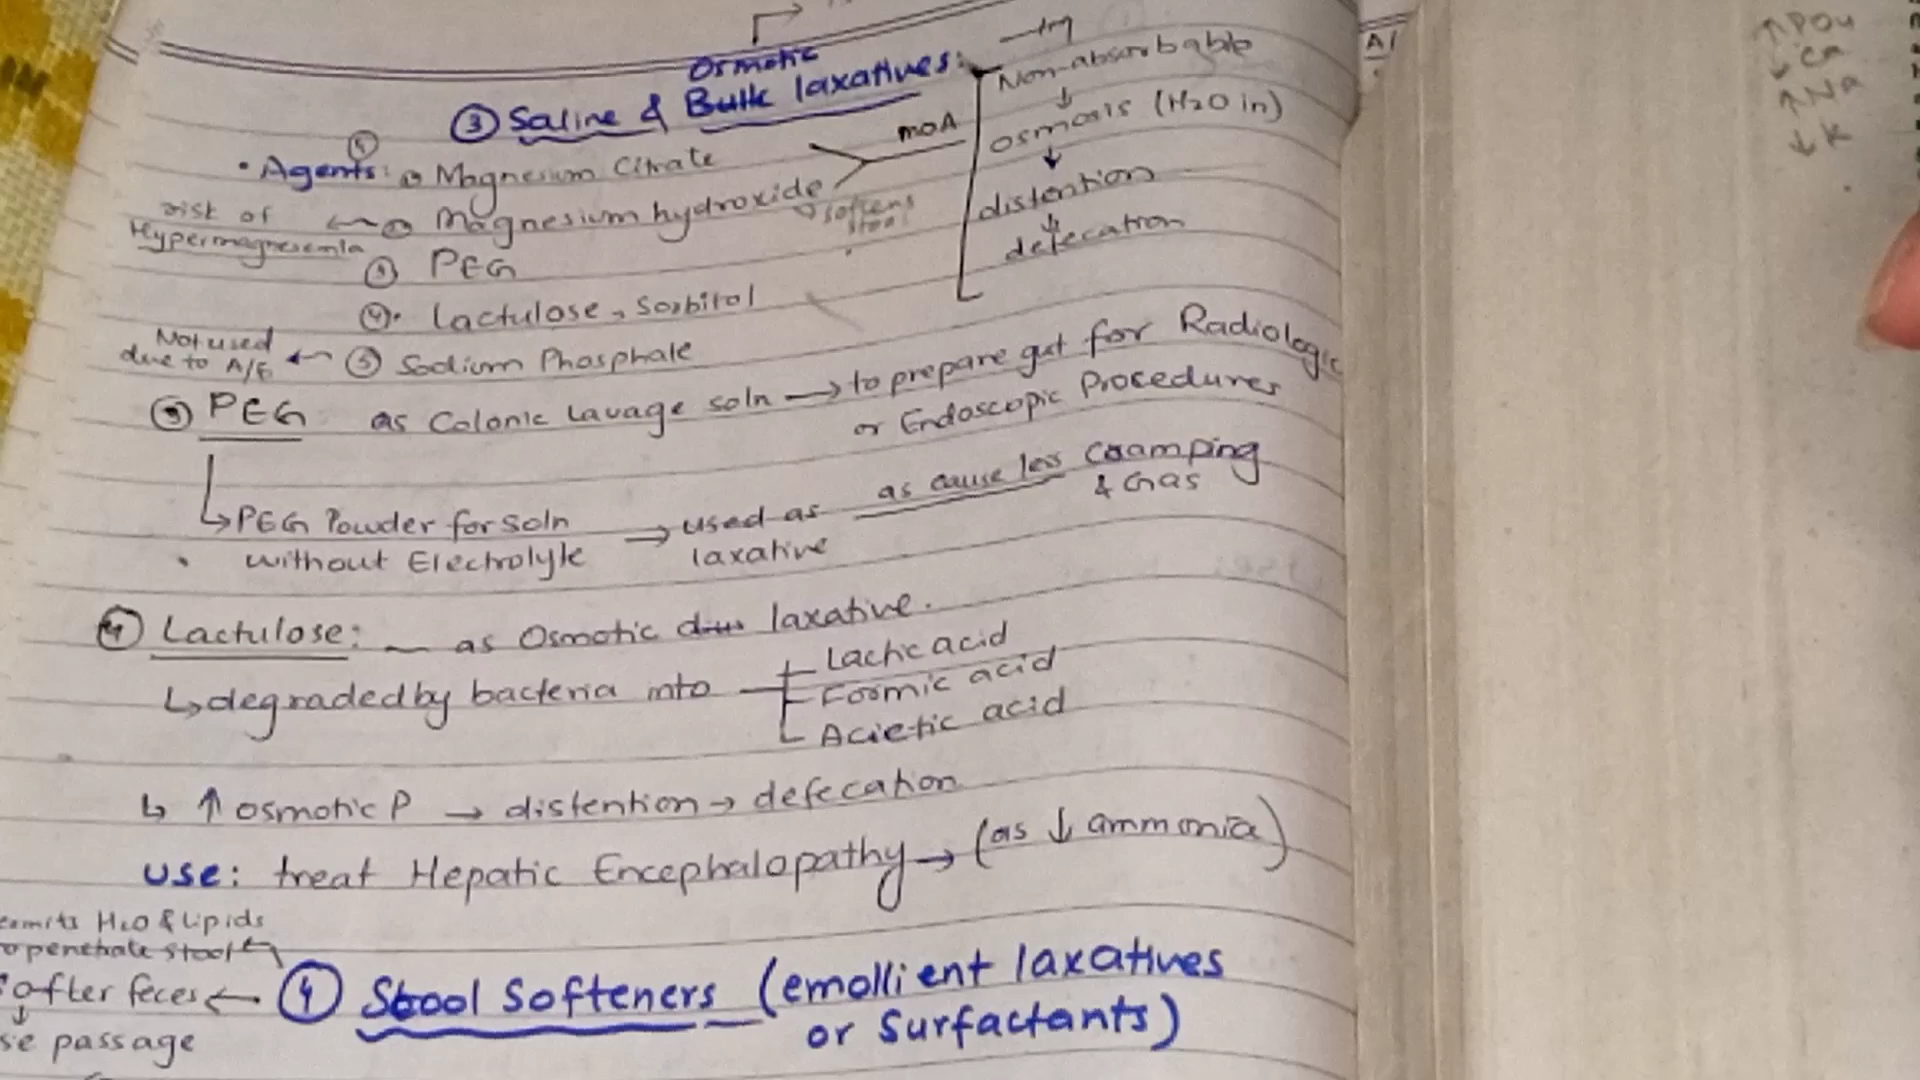 Osmotic
③ Saline & Bulk laxatives:
• Agents: ① Magnesium Citrate
② Magnesium hydroxide
softens stool
risk of
Hypermagnesemia
③ PEG
④. Lactulose, Sorbitol
Not used
due to A/E
⑤ Sodium Phosphate
MOA
Non-absorbable
↓
osmosis (H2O in)
↓
distention
↓
defecation
③ PEG as Colonic Lavage soln → to prepare gut for Radiologic
or Endoscopic Procedures
↳ PEG Powder for soln
without Electrolyte
→ used as
laxative
as cause less cramping
& Gas
④ Lactulose: as Osmotic laxative.
↳ degraded by bacteria into
Lactic acid
Formic acid
Acietic acid
↳ ↑ osmotic P → distention → defecation
use: treat Hepatic Encephalopathy → (as ↓ ammonia)
H2O & Lipids
penetrate stool
feces ←
passage
④ Stool Softeners (emollient laxatives
or Surfactants)
A/
↑ PO4
↓ Ca
↑ Na
↓ K